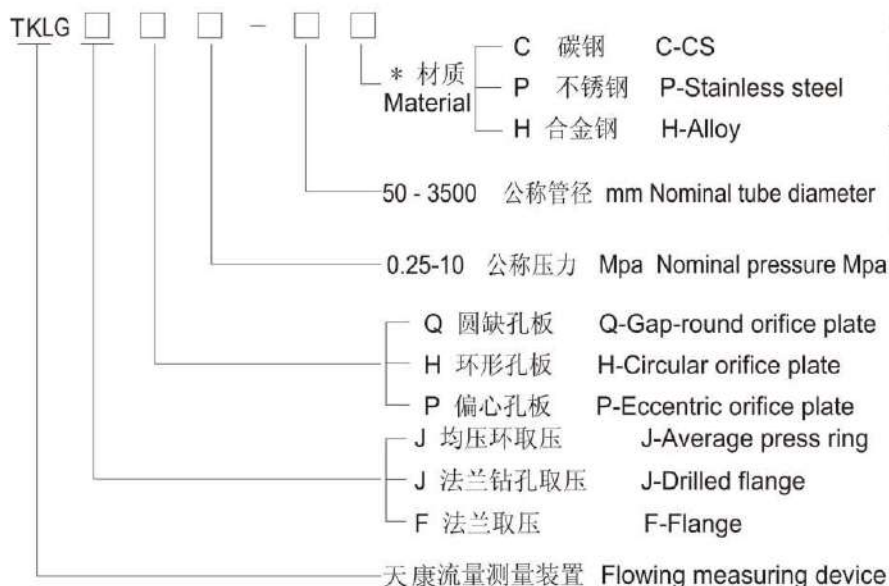 TKLG □ □ □ - □ □
C 碳钢 C-CS
* 材质
Material
P 不锈钢 P-Stainless steel
H 合金钢 H-Alloy
50 - 3500 公称管径 mm Nominal tube diameter
0.25-10 公称压力 Mpa Nominal pressure Mpa
Q 圆缺孔板 Q-Gap-round orifice plate
H 环形孔板 H-Circular orifice plate
P 偏心孔板 P-Eccentric orifice plate
J 均压环取压 J-Average press ring
J 法兰钻孔取压 J-Drilled flange
F 法兰取压 F-Flange
天康流量测量装置 Flowing measuring device